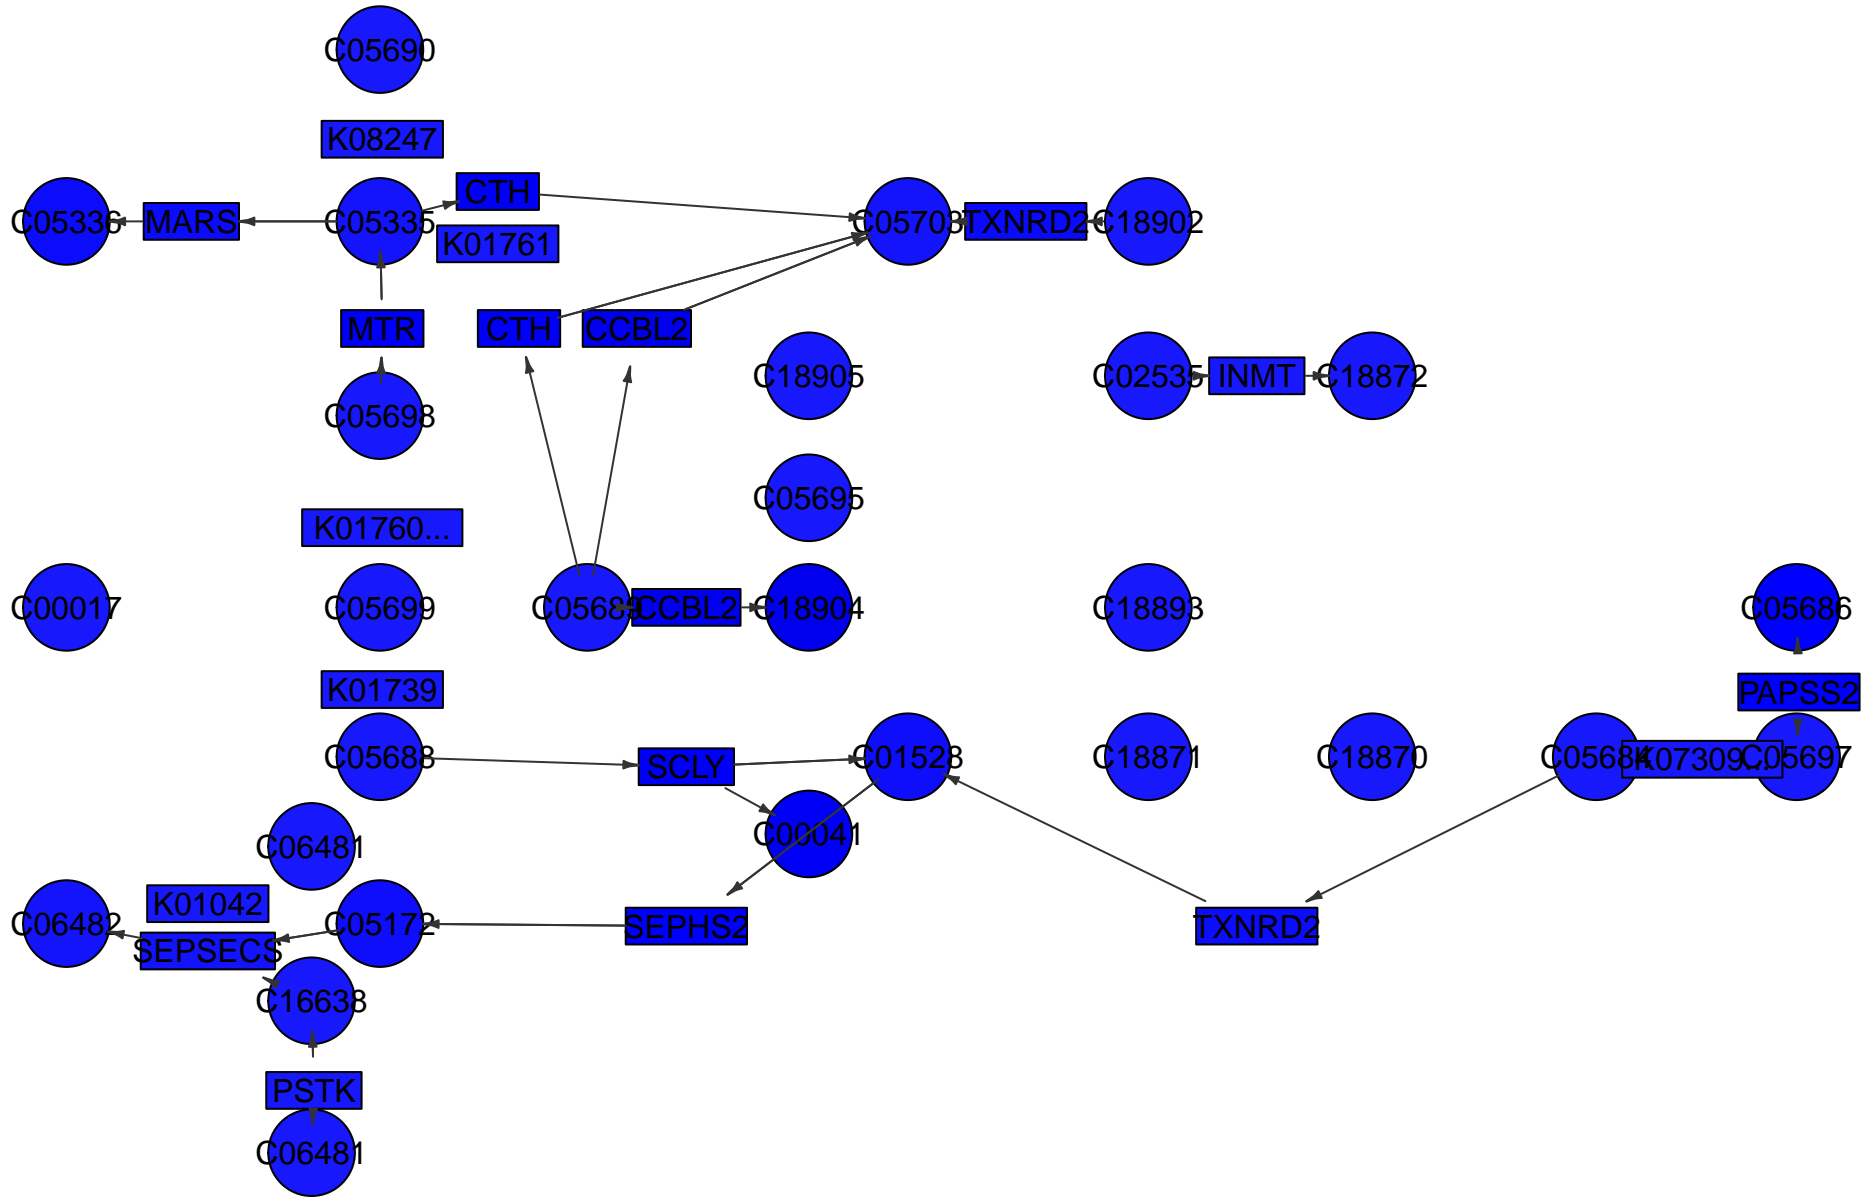 C05690
K08247
CTH
C05336
MARS
C05335
C05703
TXNRD2
C18902
K01761
MTR
CTH
CCBL2
C18905
C02535
INMT
C18872
C05698
C05695
K01760...
C00017
C05699
C05689
CCBL2
C18904
C18893
C05686
K01739
PAPSS2
C05688
SCLY
C01528
C18871
C18870
C05684
K07309...
C05697
C00041
C06481
K01042
C06482
C05172
SEPHS2
TXNRD2
SEPSECS
C16638
PSTK
C06481